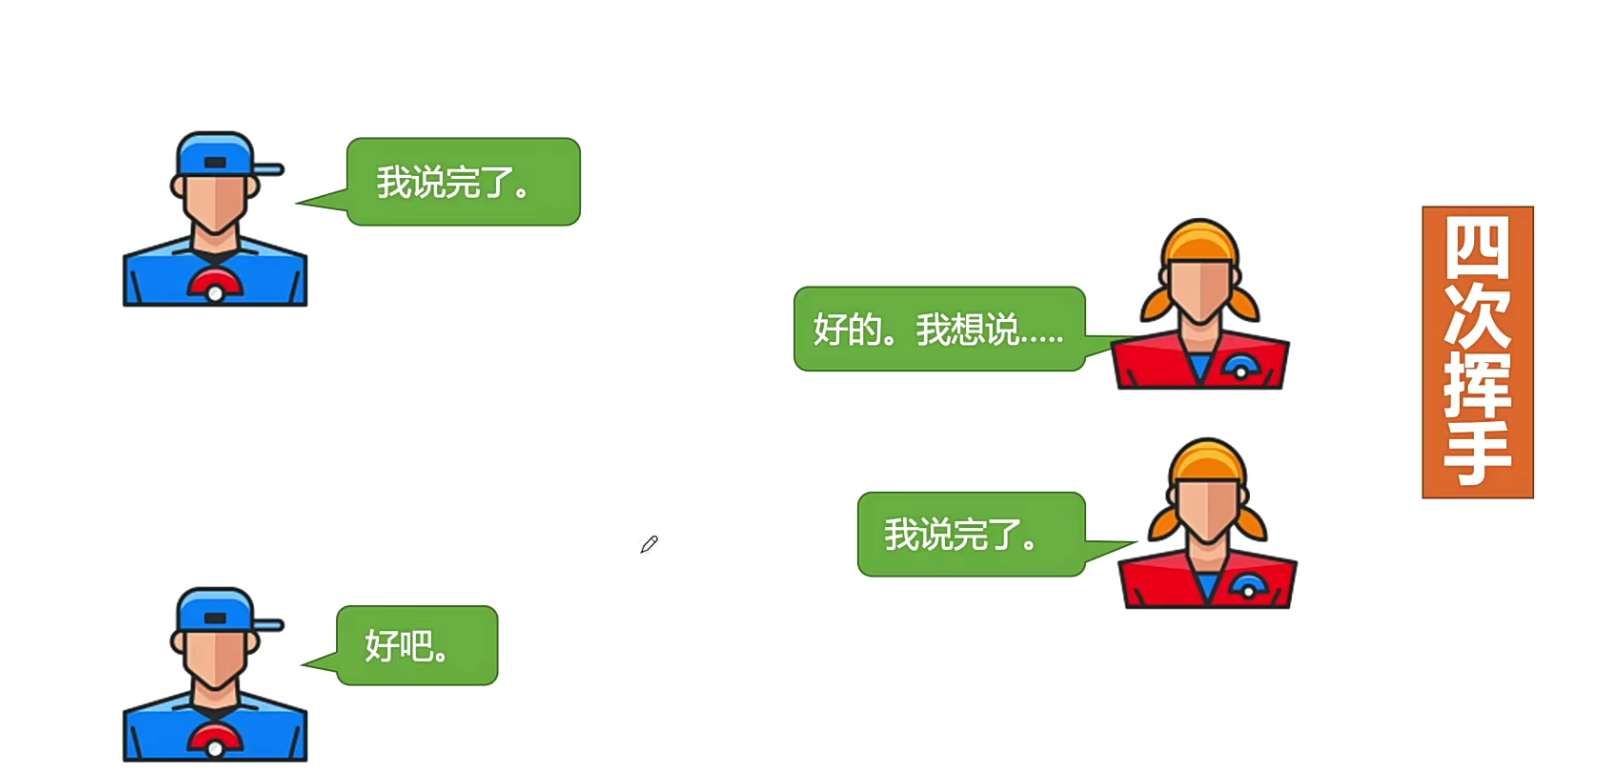 我说完了。
好的。我想说.....
我说完了。
好吧。
四次挥手